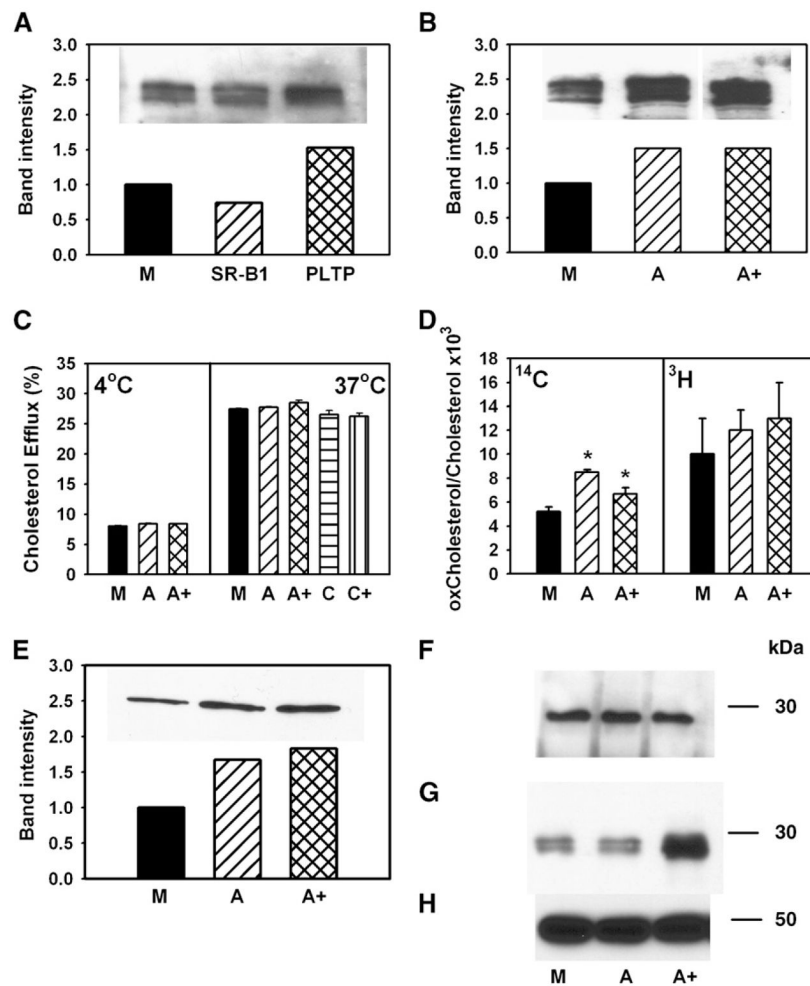 A
Band intensity
3.0
2.5
2.0
1.5
1.0
0.5
0.0
M SR-B1 PLTP
B
Band intensity
3.0
2.5
2.0
1.5
1.0
0.5
0.0
M A A+
C
Cholesterol Efflux (%)
35
30
25
20
15
10
5
0
4°C
37°C
M A A+ M A A+ C C+
D
oxCholesterol/Cholesterol x10³
18
16
14
12
10
8
6
4
2
0
¹⁴C
³H
* *
M A A+ M A A+
E
Band intensity
3.0
2.5
2.0
1.5
1.0
0.5
0.0
M A A+
F
kDa
30
G
30
H
50
M A A+